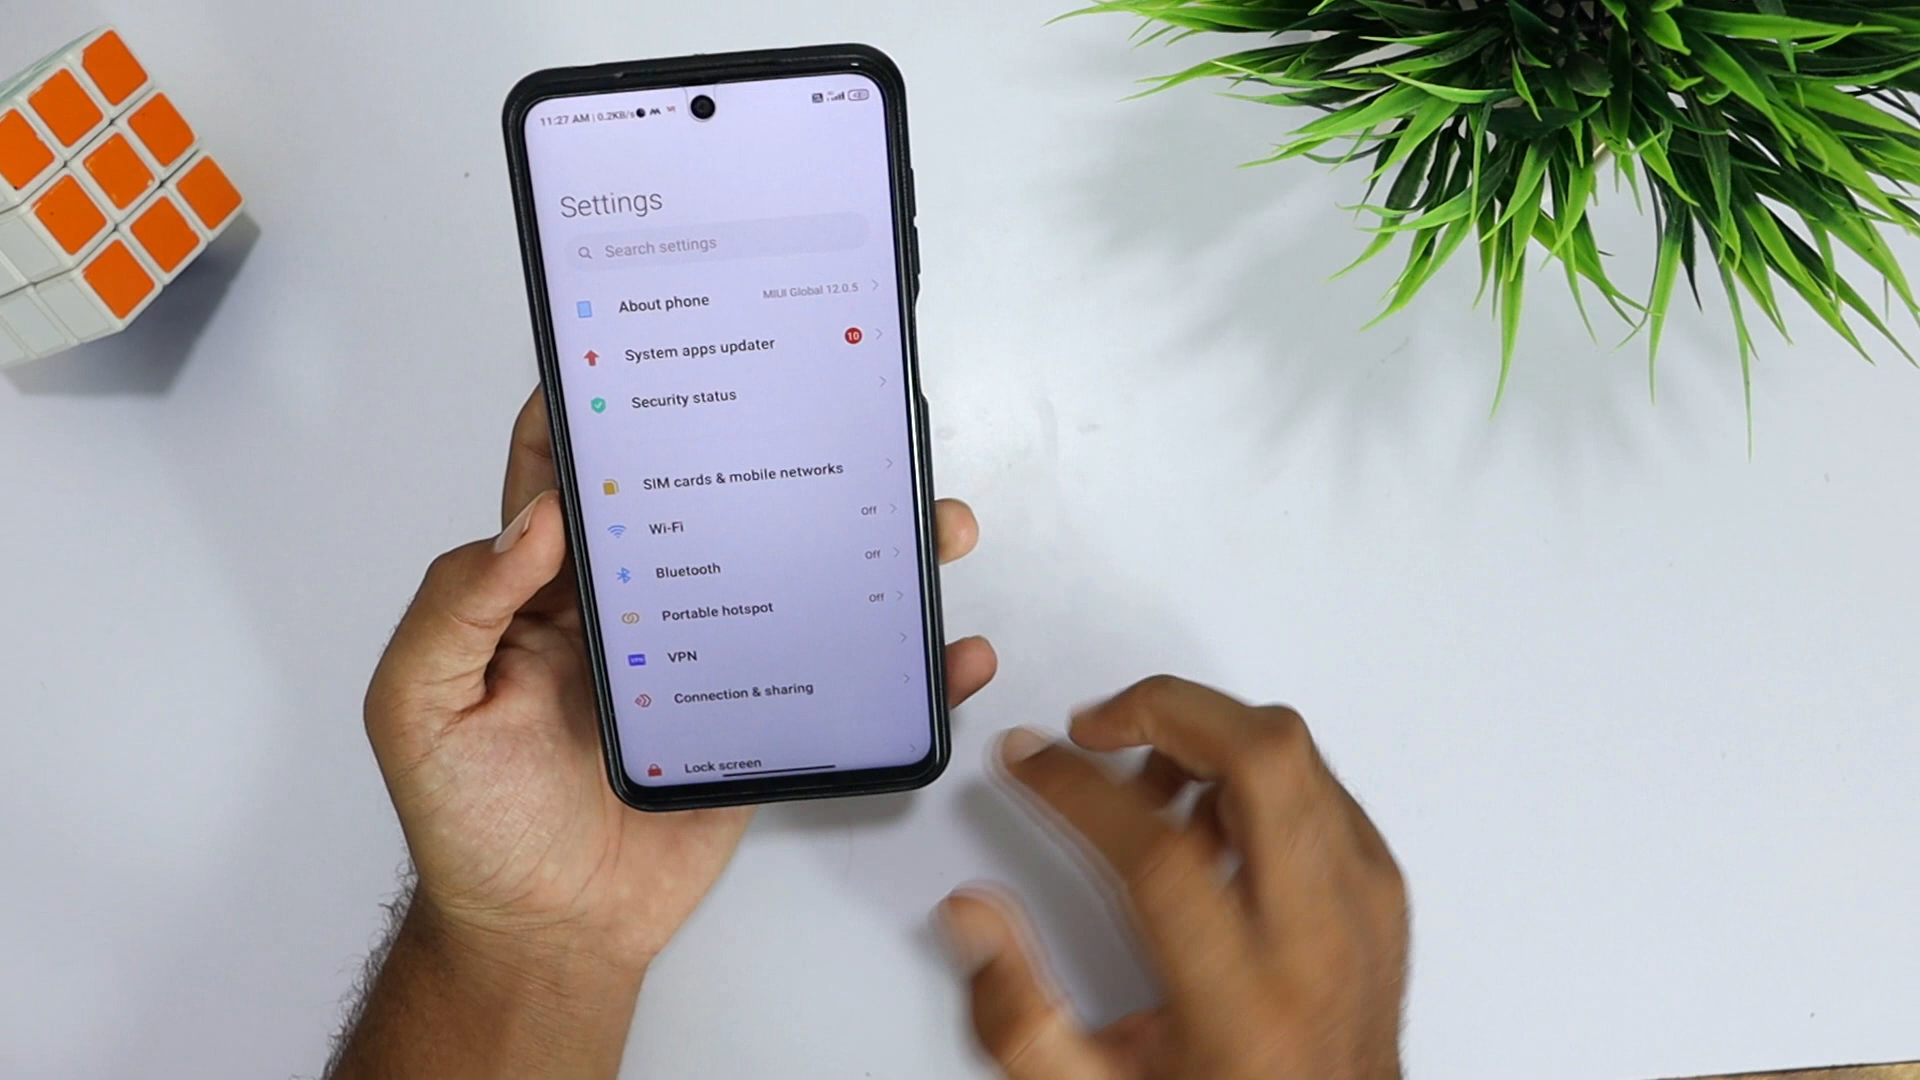 11:27 AM | 0.2KB/s
Settings
Search settings
About phone MIUI Global 12.0.5
System apps updater 10
Security status
SIM cards & mobile networks
Wi-Fi Off
Bluetooth Off
Portable hotspot Off
VPN
Connection & sharing
Lock screen